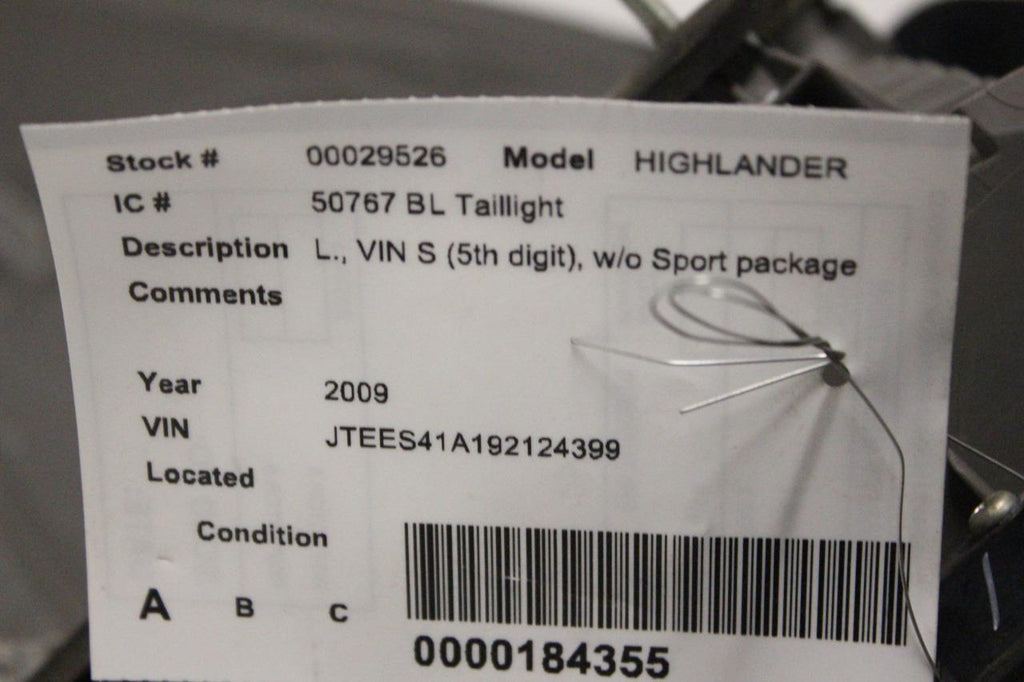 Stock # 00029526 Model HIGHLANDER
IC # 50767 BL Taillight
Description L., VIN S (5th digit), w/o Sport package
Comments
Year 2009
VIN JTEES41A192124399
Located
Condition
A B C
0000184355